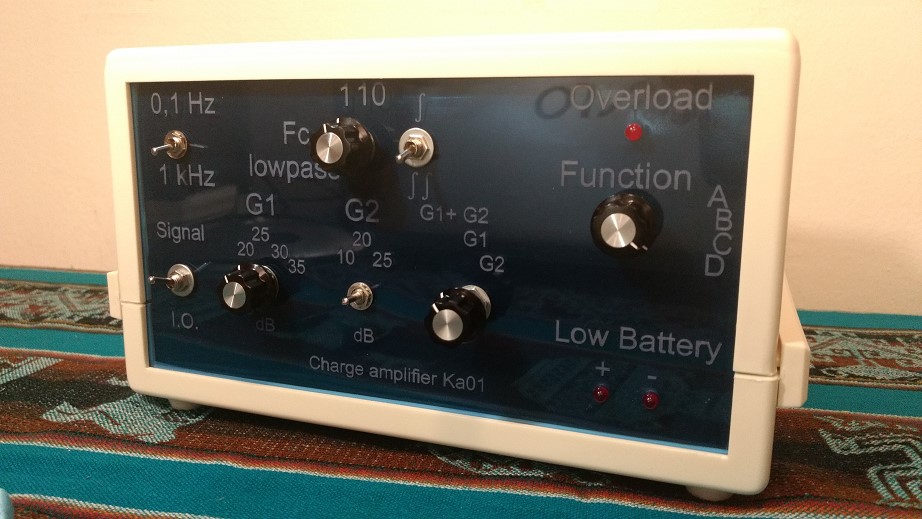 0,1 Hz
1 kHz
Fc
lowpass
1 10
∫
∫∫
Overload
Function
A
B
C
D
Signal
I.O.
G1
25
20 30
35
dB
G2
20
10 25
dB
G1+ G2
G1
G2
Low Battery
+ -
Charge amplifier Ka01